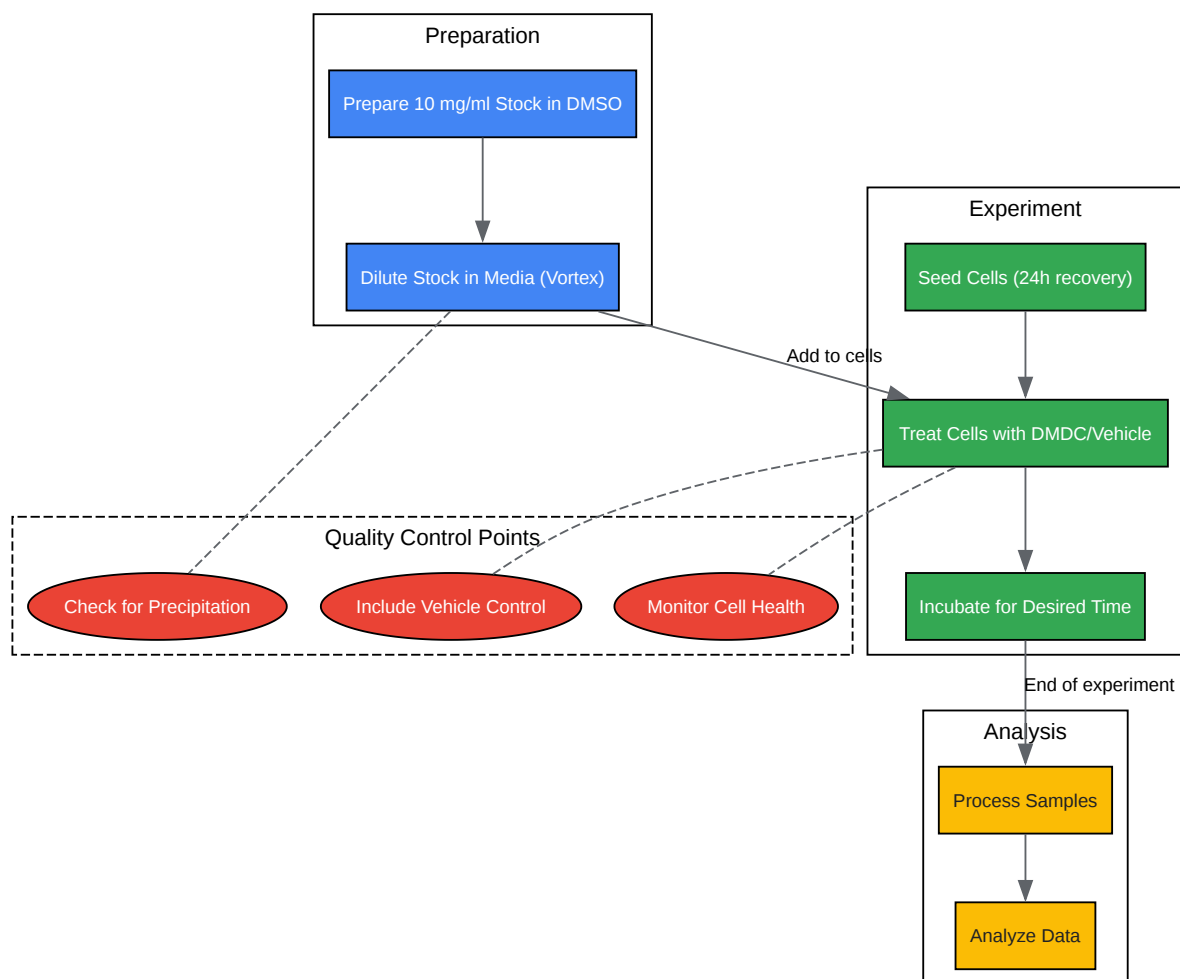 Preparation
Prepare 10 mg/ml Stock in DMSO
Dilute Stock in Media (Vortex)
Experiment
Seed Cells (24h recovery)
Add to cells
Treat Cells with DMDC/Vehicle
Quality Control Points
Check for Precipitation
Include Vehicle Control
Monitor Cell Health
Incubate for Desired Time
End of experiment
Analysis
Process Samples
Analyze Data